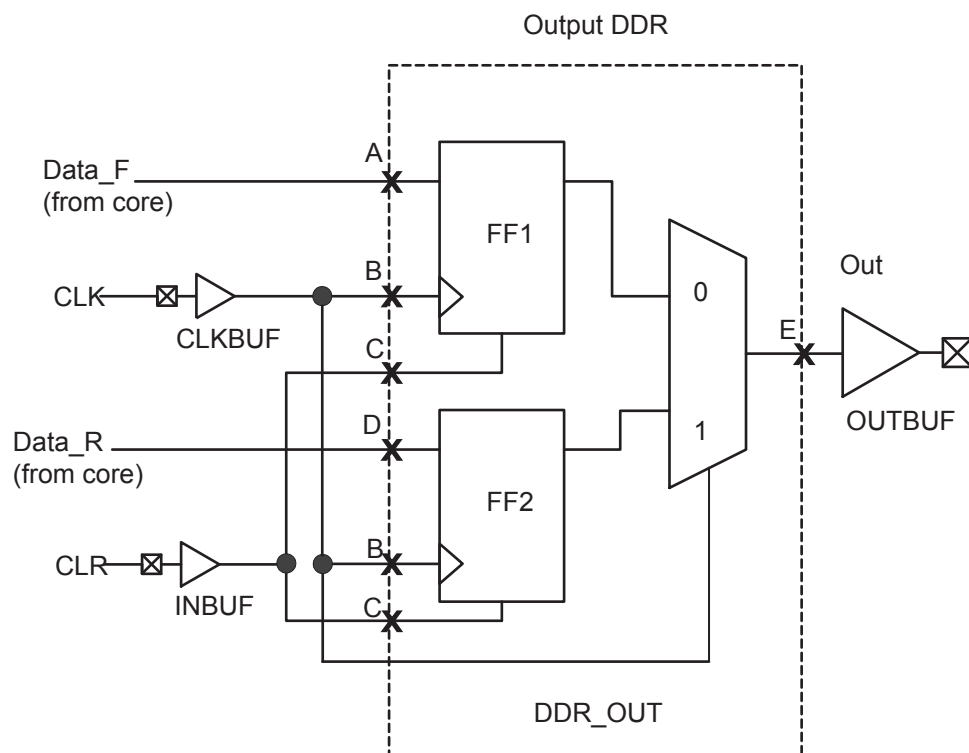 Output DDR
A
Data_F
(from core)
FF1
B
CLK
CLKBUF
0
Out
E
C
OUTBUF
D
1
Data_R
(from core)
FF2
B
CLR
INBUF
C
DDR_OUT